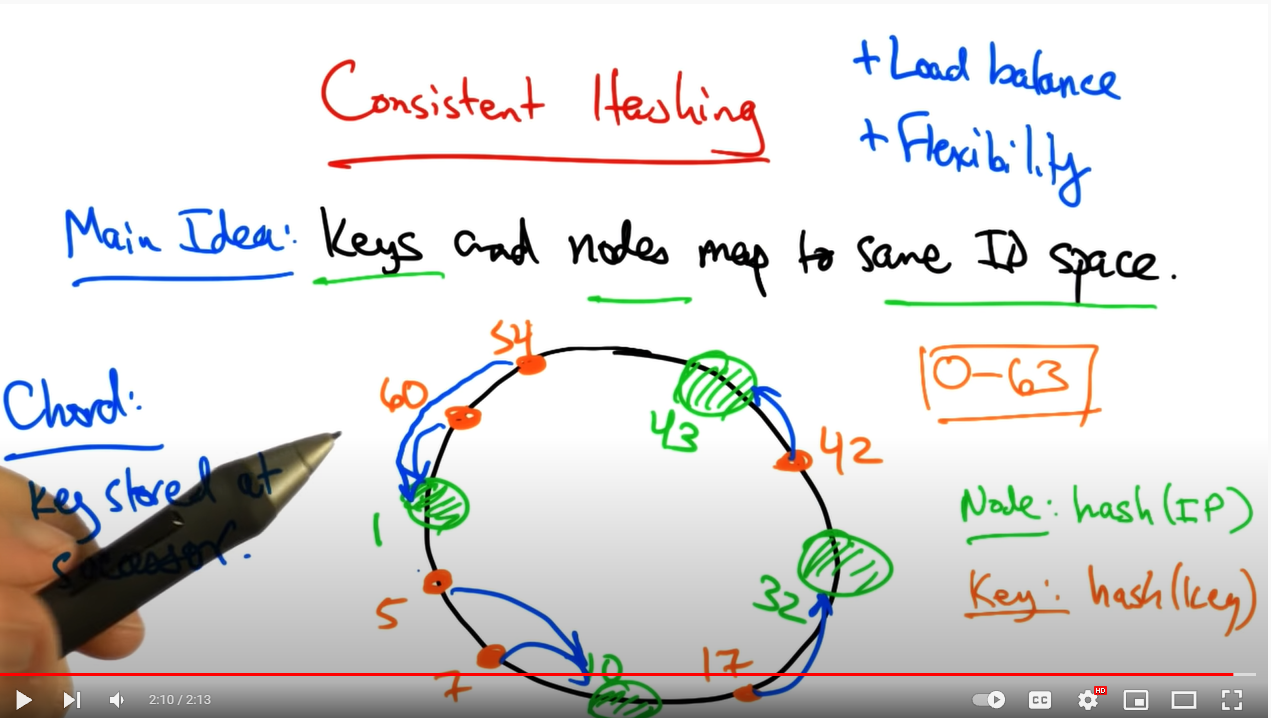 Consistent Hashing
+ Load balance
+ Flexibility
Main Idea: Keys and nodes map to same ID space.
Chord:
Key stored at
successor.
54
60
43
42
0-63
1
32
5
7
10
17
Node: hash(IP)
Key: hash(key)
2:10 / 2:13
CC
HD